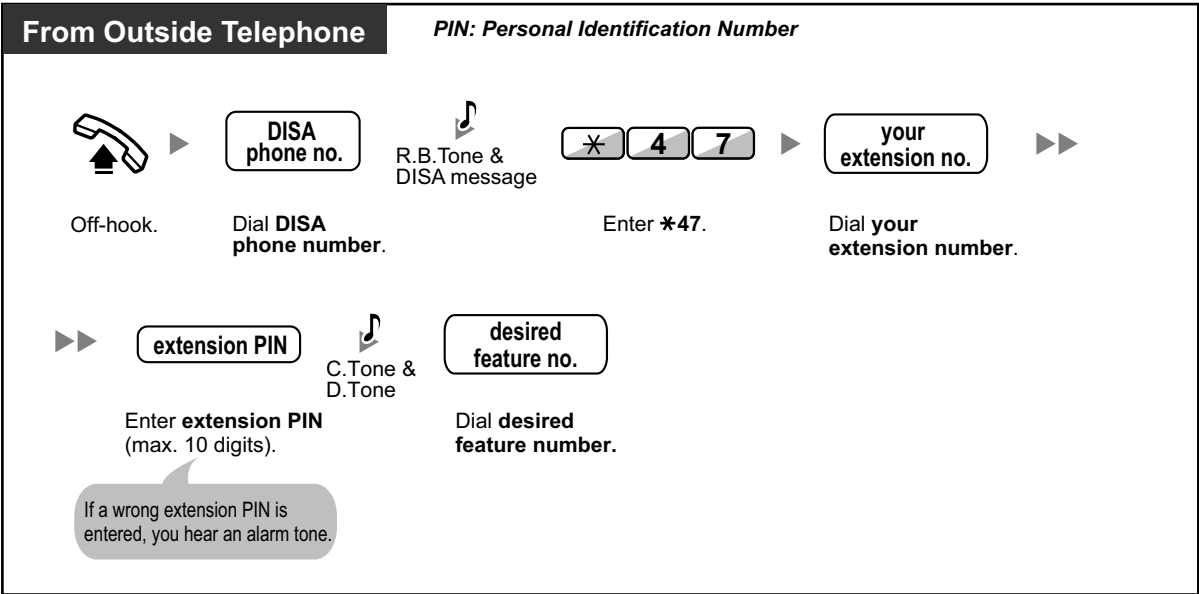 From Outside Telephone
PIN: Personal Identification Number
DISA
phone no.
R.B.Tone &
DISA message
* 4 7
your
extension no.
Off-hook.
Dial DISA
phone number.
Enter *47.
Dial your
extension number.
extension PIN
C.Tone &
D.Tone
desired
feature no.
Enter extension PIN
(max. 10 digits).
Dial desired
feature number.
If a wrong extension PIN is
entered, you hear an alarm tone.